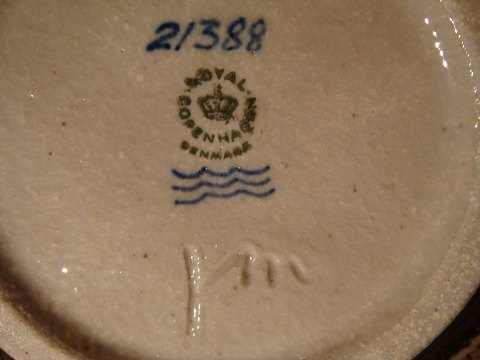 21388
ROYAL
COPENHAGEN
DENMARK